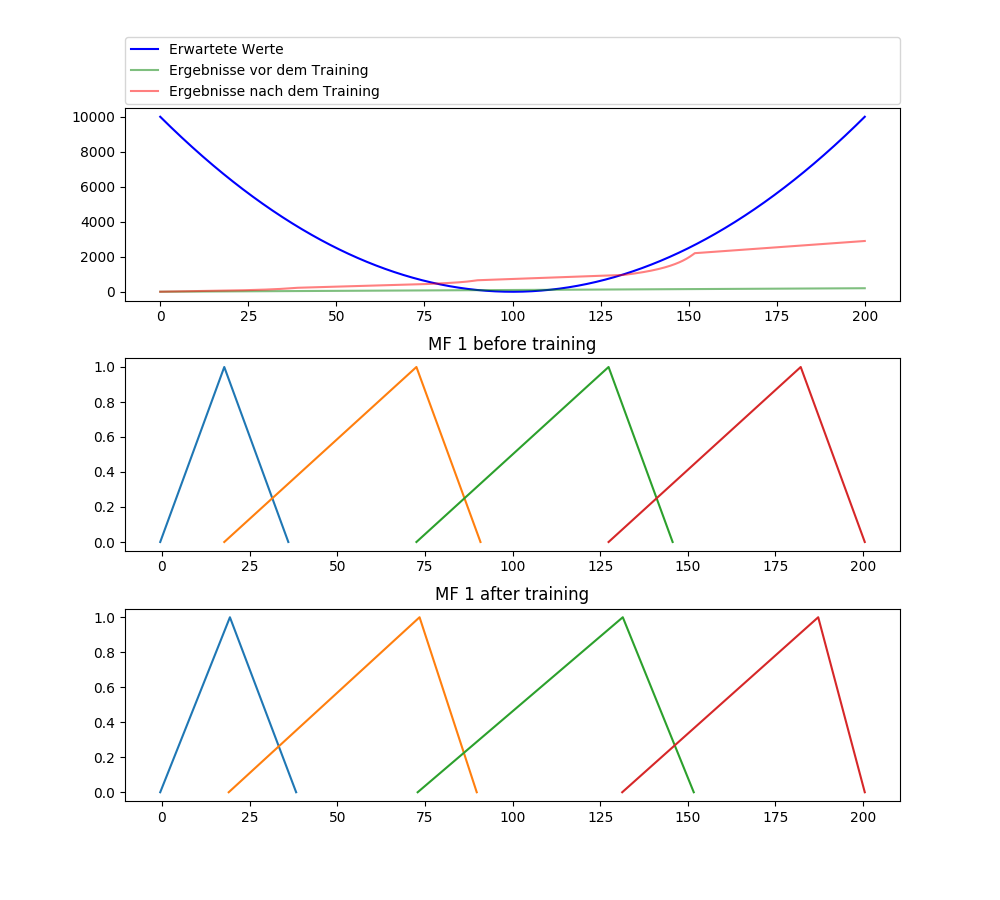 Erwartete Werte
Ergebnisse vor dem Training
Ergebnisse nach dem Training
10000
8000
6000
4000
2000
0
0 25 50 75 100 125 150 175 200
MF 1 before training
1.0
0.8
0.6
0.4
0.2
0.0
0 25 50 75 100 125 150 175 200
MF 1 after training
1.0
0.8
0.6
0.4
0.2
0.0
0 25 50 75 100 125 150 175 200